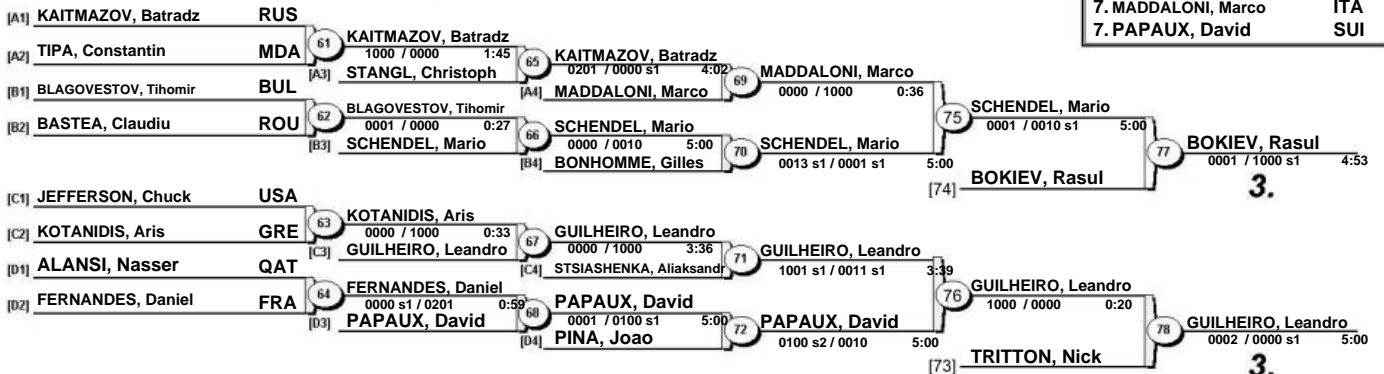 7. MADDALONI, Marco ITA
7. PAPAUX, David SUI
[A1] KAITMAZOV, Batradz RUS
[A2] TIPA, Constantin MDA
61
KAITMAZOV, Batradz
1000 / 0000 1:45
[A3] STANGL, Christoph
65
KAITMAZOV, Batradz
0201 / 0000 s1 4:02
[A4] MADDALONI, Marco
69
MADDALONI, Marco
0000 / 1000 0:36
[B1] BLAGOVESTOV, Tihomir BUL
[B2] BASTEA, Claudiu ROU
62
BLAGOVESTOV, Tihomir
0001 / 0000 0:27
[B3] SCHENDEL, Mario
66
SCHENDEL, Mario
0000 / 0010 5:00
[B4] BONHOMME, Gilles
70
SCHENDEL, Mario
0013 s1 / 0001 s1 5:00
75
SCHENDEL, Mario
0001 / 0010 s1 5:00
[74] BOKIEV, Rasul
77
BOKIEV, Rasul
0001 / 1000 s1 4:53
3.
[C1] JEFFERSON, Chuck USA
[C2] KOTANIDIS, Aris GRE
63
KOTANIDIS, Aris
0000 / 1000 0:33
[C3] GUILHEIRO, Leandro
67
GUILHEIRO, Leandro
0000 / 1000 3:36
[C4] STSIASHENKA, Aliaksandr
71
GUILHEIRO, Leandro
1001 s1 / 0011 s1 3:39
[D1] ALANSI, Nasser QAT
[D2] FERNANDES, Daniel FRA
64
FERNANDES, Daniel
0000 s1 / 0201 0:59
[D3] PAPAUX, David
68
PAPAUX, David
0001 / 0100 s1 5:00
[D4] PINA, Joao
72
PAPAUX, David
0100 s2 / 0010 5:00
76
GUILHEIRO, Leandro
1000 / 0000 0:20
[73] TRITTON, Nick
78
GUILHEIRO, Leandro
0002 / 0000 s1 5:00
3.